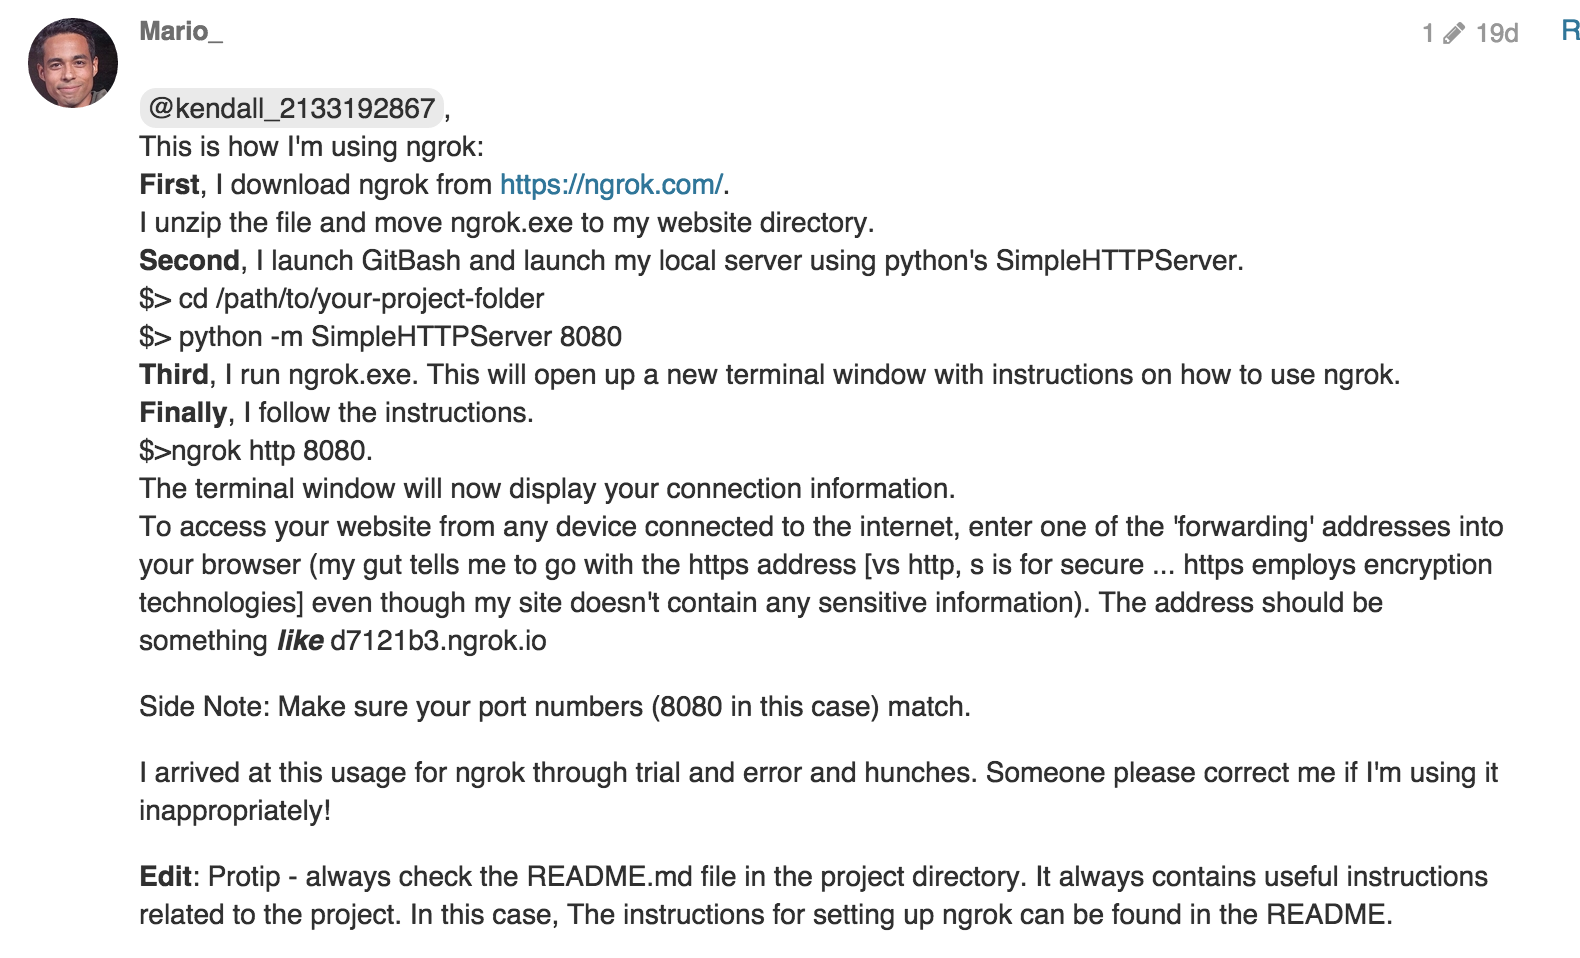 Mario_
1 19d R
@kendall_2133192867,
This is how I'm using ngrok:
First, I download ngrok from https://ngrok.com/.
I unzip the file and move ngrok.exe to my website directory.
Second, I launch GitBash and launch my local server using python's SimpleHTTPServer.
$> cd /path/to/your-project-folder
$> python -m SimpleHTTPServer 8080
Third, I run ngrok.exe. This will open up a new terminal window with instructions on how to use ngrok.
Finally, I follow the instructions.
$>ngrok http 8080.
The terminal window will now display your connection information.
To access your website from any device connected to the internet, enter one of the 'forwarding' addresses into
your browser (my gut tells me to go with the https address [vs http, s is for secure ... https employs encryption
technologies] even though my site doesn't contain any sensitive information). The address should be
something like d7121b3.ngrok.io
Side Note: Make sure your port numbers (8080 in this case) match.
I arrived at this usage for ngrok through trial and error and hunches. Someone please correct me if I'm using it
inappropriately!
Edit: Protip - always check the README.md file in the project directory. It always contains useful instructions
related to the project. In this case, The instructions for setting up ngrok can be found in the README.